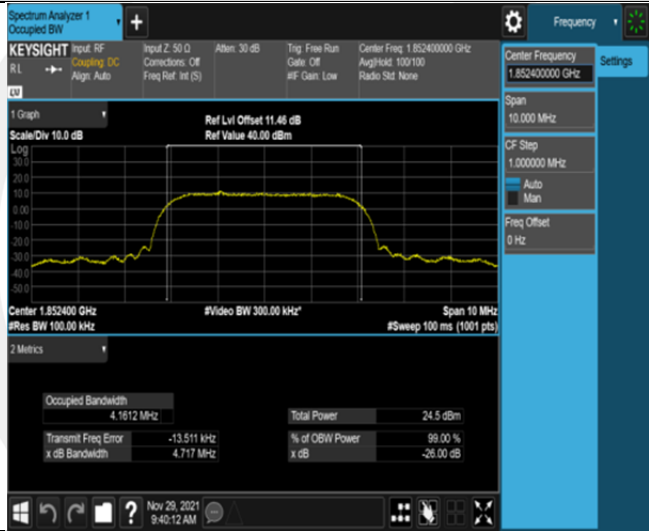 Spectrum Analyzer 1
Occupied BW
+
Frequency
KEYSIGHT
Input: RF
Coupling: DC
Align: Auto
Input Z: 50 Ω
Corrections: Off
Freq Ref: Int (S)
Atten: 30 dB
Trig: Free Run
Gate: Off
#IF Gain: Low
Center Freq: 1.852400000 GHz
Avg|Hold: 100/100
Radio Std: None
RL
LXI
Center Frequency
1.852400000 GHz
Settings
Span
10.000 MHz
CF Step
1.000000 MHz
Auto
Man
Freq Offset
0 Hz
1 Graph
Scale/Div 10.0 dB
Ref Lvl Offset 11.46 dB
Ref Value 40.00 dBm
Log
30.0
20.0
10.0
0.00
-10.0
-20.0
-30.0
-40.0
-50.0
Center 1.852400 GHz
#Video BW 300.00 kHz*
Span 10 MHz
#Res BW 100.00 kHz
#Sweep 100 ms (1001 pts)
2 Metrics
Occupied Bandwidth
4.1612 MHz
Total Power 24.5 dBm
Transmit Freq Error -13.511 kHz
% of OBW Power 99.00 %
x dB Bandwidth 4.717 MHz
x dB -26.00 dB
?
Nov 29, 2021
9:40:12 AM